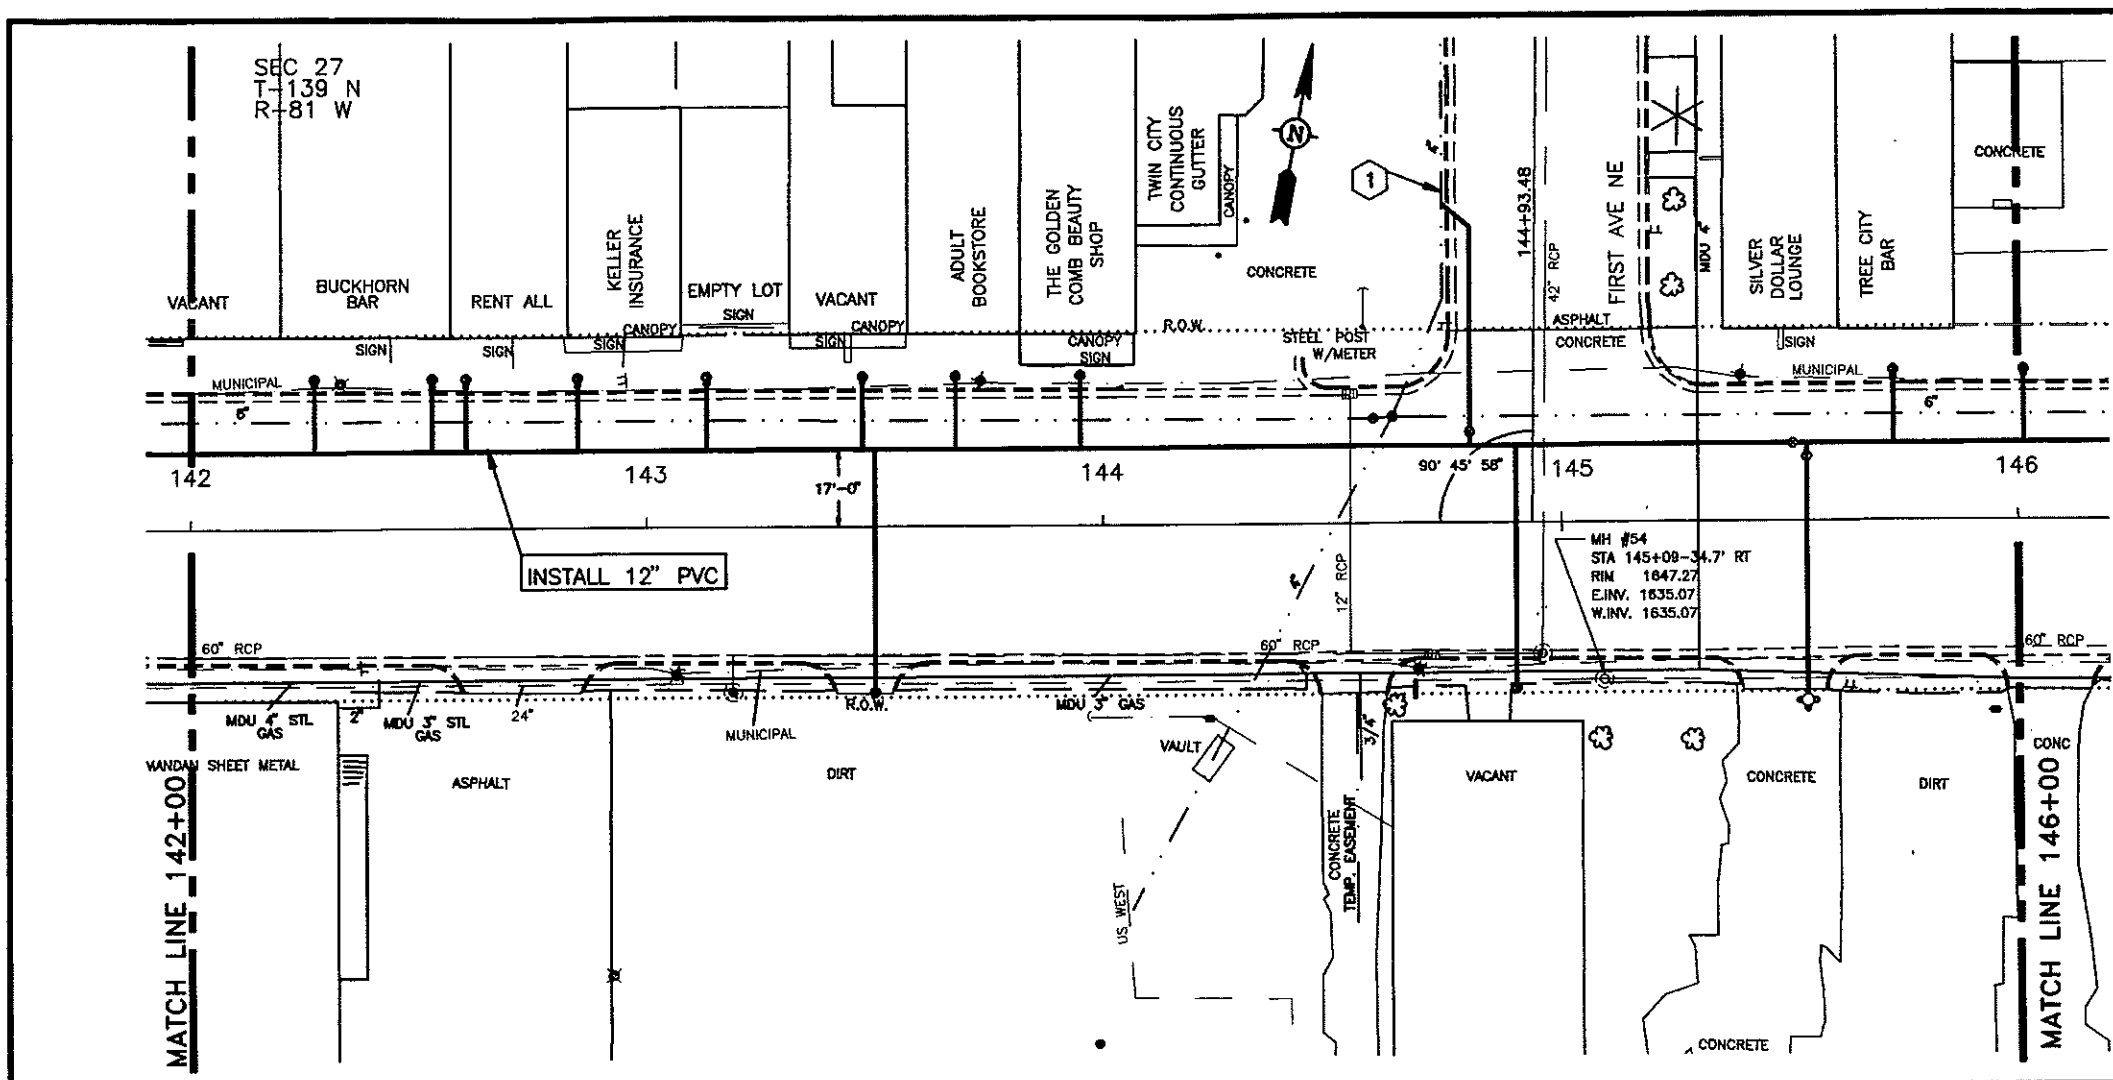 SEC 27
T-139 N
R-81 W
VACANT
BUCKHORN
BAR
RENT ALL
KELLER
INSURANCE
EMPTY LOT
SIGN
VACANT
ADULT
BOOKSTORE
THE GOLDEN
COMB BEAUTY
SHOP
TWIN CITY
CONTINUOUS
GUTTER
CANOPY
N
CONCRETE
1
4"
144+93.48
42" RCP
FIRST AVE NE
MDU 4"
SILVER
DOLLAR
LOUNGE
TREE CITY
BAR
CONCRETE
SIGN
SIGN
CANOPY
SIGN
SIGN
CANOPY
CANOPY
SIGN
R.O.W.
STEEL POST
W/METER
ASPHALT
CONCRETE
SIGN
MUNICIPAL
6"
MUNICIPAL
6"
142
143
17'-0"
144
90' 45' 58"
145
146
INSTALL 12" PVC
4"
12" RCP
MH #54
STA 145+09-34.7' RT
RIM 1647.27
E.INV. 1635.07
W.INV. 1635.07
60" RCP
60" RCP
60" RCP
MDU 4" STL
GAS
2"
MDU 3" STL
GAS
24"
MUNICIPAL
R.O.W.
MDU 3" GAS
3/4"
VAULT
MANDAN SHEET METAL
ASPHALT
DIRT
VACANT
CONCRETE
DIRT
CONC
US WEST
CONCRETE
TEMP. EASEMENT
CONCRETE
MATCH LINE 142+00
MATCH LINE 146+00